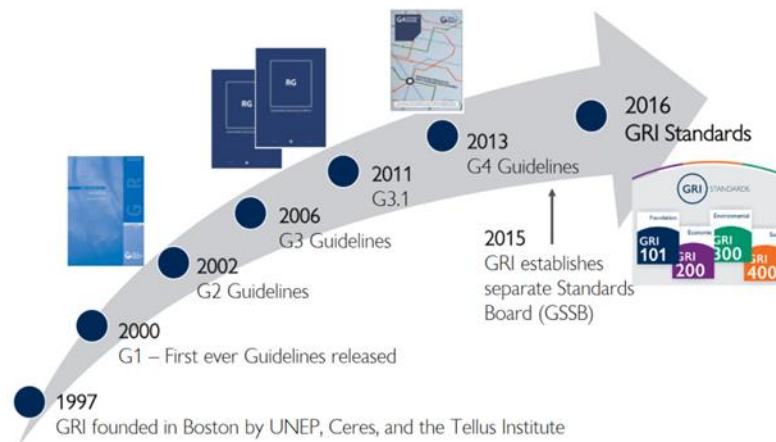 G4
RG
RG
GRI
2016
GRI Standards
2013
G4 Guidelines
2011
G3.1
2006
G3 Guidelines
2002
G2 Guidelines
2000
G1 – First ever Guidelines released
1997
GRI founded in Boston by UNEP, Ceres, and the Tellus Institute
2015
GRI establishes
separate Standards
Board (GSSB)
GRI STANDARDS
Foundation
GRI
101
Economic
GRI
200
Environmental
GRI
300
GRI
400